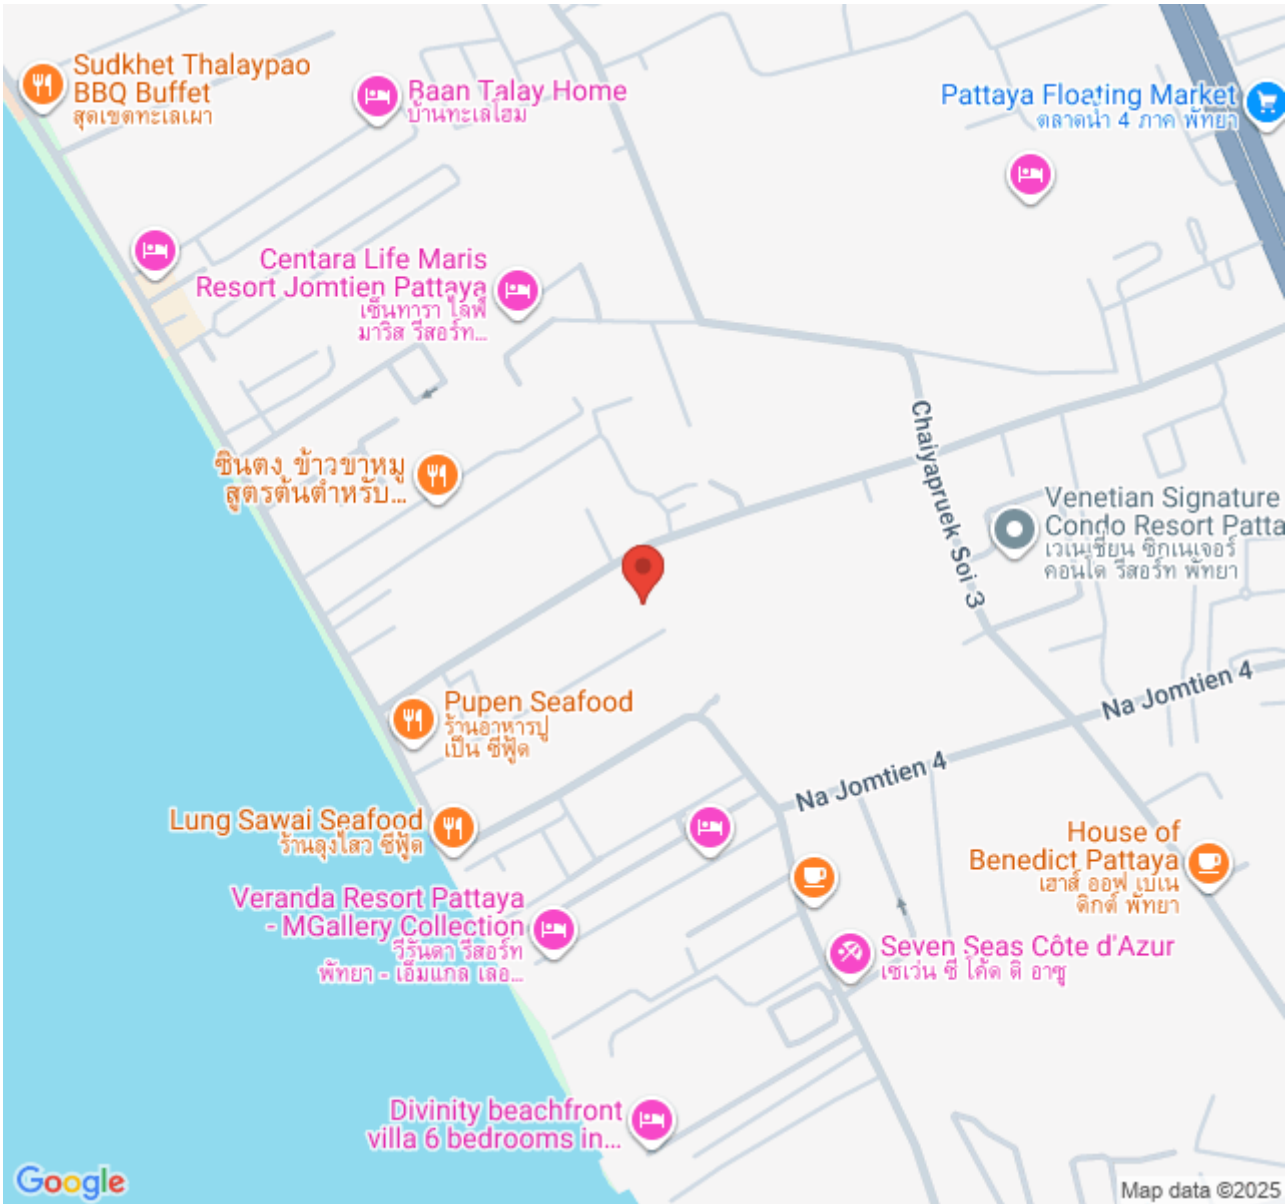 Sudkhet Thalaypao
BBQ Buffet
สุดเขตทะเลเผา
Baan Talay Home
บ้านทะเลโฮม
Pattaya Floating Market
ตลาดน้ำ 4 ภาค พัทยา
Centara Life Maris
Resort Jomtien Pattaya
เซ็นทารา ไลฟ์
มาริส รีสอร์ท...
Chaiyapruek Soi 3
ชินตง ข้าวขาหมู
สูตรต้นตำหรับ...
Venetian Signature
Condo Resort Patta
เวเนเชี่ยน ซิกเนเจอร์
คอนโด รีสอร์ท พัทยา
Na Jomtien 4
Pupen Seafood
ร้านอาหารปู
เป็น ซีฟู้ด
Na Jomtien 4
Lung Sawai Seafood
ร้านลุงไสว ซีฟู้ด
House of
Benedict Pattaya
เฮาส์ ออฟ เบเน
ดิกต์ พัทยา
Veranda Resort Pattaya
- MGallery Collection
วีรันดา รีสอร์ท
พัทยา - เอ็มแกล เลอ...
Seven Seas Côte d'Azur
เซเว่น ซี โค้ด ดิ อาซู
Divinity beachfront
villa 6 bedrooms in...
Google
Map data ©2025